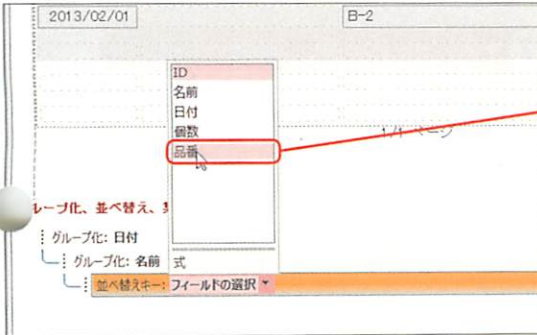 2013/02/01 B-2
ID
名前
日付
個数
品番
1/1 ページ
ループ化、並べ替え、
グループ化: 日付
グループ化: 名前 式
並べ替えキー: フィールドの選択